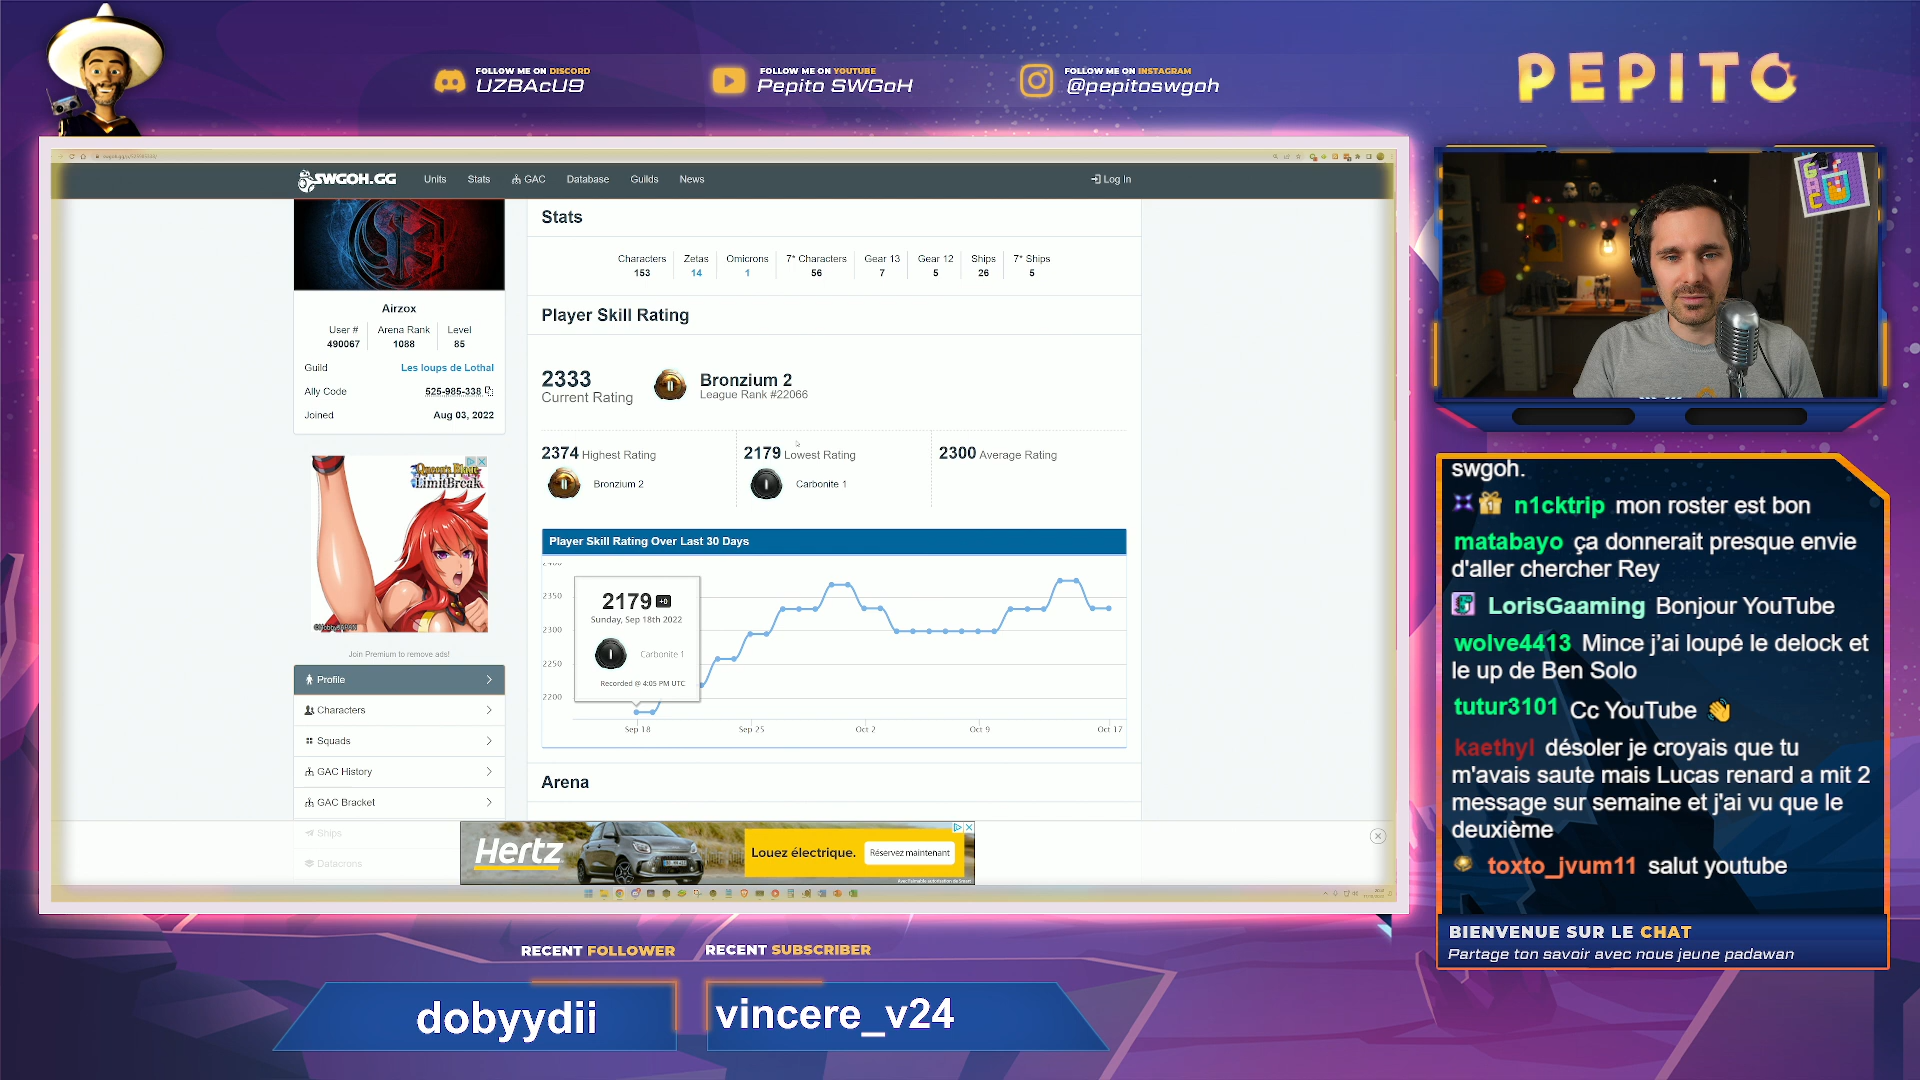 FOLLOW ME ON DISCORD
UZBAcU9
FOLLOW ME ON YOUTUBE
Pepito SWGoH
FOLLOW ME ON INSTAGRAM
@pepitoswgoh
PEPITO
SWGOH.GG
Units
Stats
GAC
Database
Guilds
News
Log In
Airzox
User #
Arena Rank
Level
490067
1088
85
Guild
Les loups de Lothal
Ally Code
525-985-338
Joined
Aug 03, 2022
Queen's Blade
LimitBreak
Join Premium to remove ads!
Profile
Characters
Squads
GAC History
GAC Bracket
Ships
Datacrons
Stats
Characters
Zetas
Omicrons
7* Characters
Gear 13
Gear 12
Ships
7* Ships
153
14
1
56
7
5
26
5
Player Skill Rating
2333
Current Rating
Bronzium 2
League Rank #22066
2374 Highest Rating
Bronzium 2
2179 Lowest Rating
Carbonite 1
2300 Average Rating
Player Skill Rating Over Last 30 Days
2400
2350
2300
2250
2200
2179 +0
Sunday, Sep 18th 2022
Carbonite 1
Recorded @ 4:05 PM UTC
Sep 18
Sep 25
Oct 2
Oct 9
Oct 17
Arena
Hertz
Louez électrique.
Réservez maintenant
swgoh.
n1cktrip mon roster est bon
matabayo ça donnerait presque envie
d'aller chercher Rey
LorisGaaming Bonjour YouTube
wolve4413 Mince j'ai loupé le delock et
le up de Ben Solo
tutur3101 Cc YouTube 👋
kaethyl désoler je croyais que tu
m'avais saute mais Lucas renard a mit 2
message sur semaine et j'ai vu que le
deuxième
toxto_jvum11 salut youtube
BIENVENUE SUR LE CHAT
Partage ton savoir avec nous jeune padawan
RECENT FOLLOWER
RECENT SUBSCRIBER
dobyydii
vincere_v24